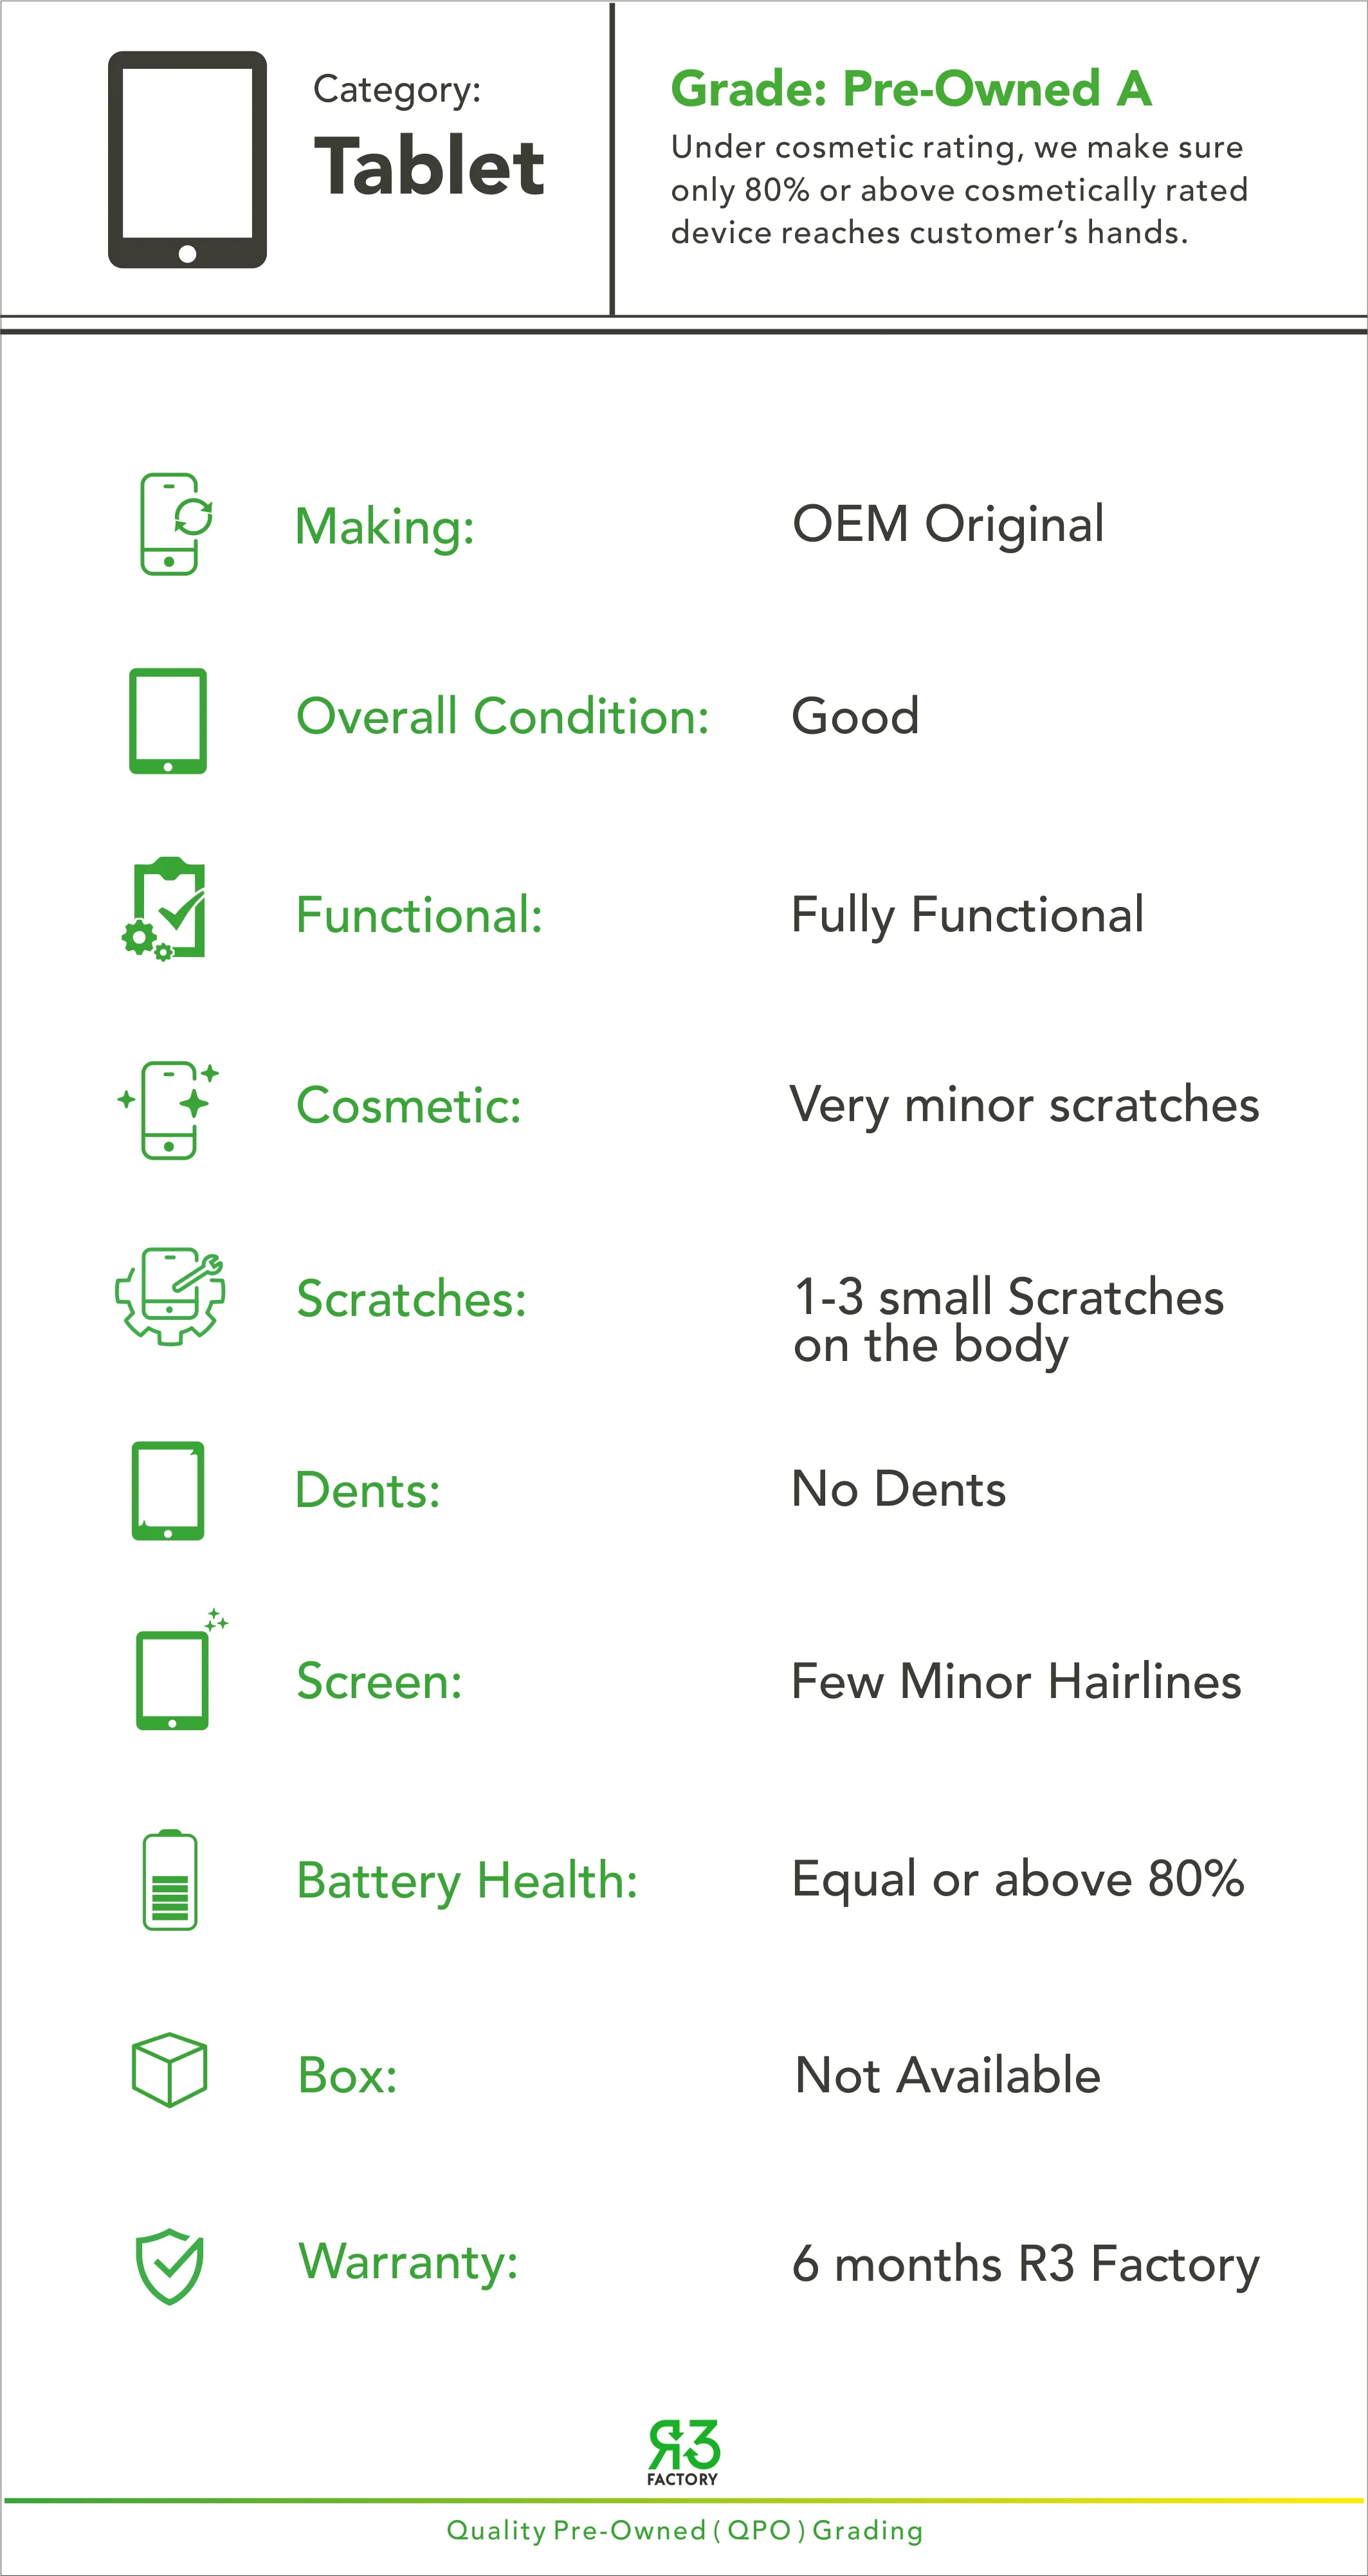 Category:
Tablet
Grade: Pre-Owned A
Under cosmetic rating, we make sure
only 80% or above cosmetically rated
device reaches customer's hands.
Making: OEM Original
Overall Condition: Good
Functional: Fully Functional
Cosmetic: Very minor scratches
Scratches: 1-3 small Scratches
on the body
Dents: No Dents
Screen: Few Minor Hairlines
Battery Health: Equal or above 80%
Box: Not Available
Warranty: 6 months R3 Factory
R3
FACTORY
Quality Pre-Owned ( QPO ) Grading